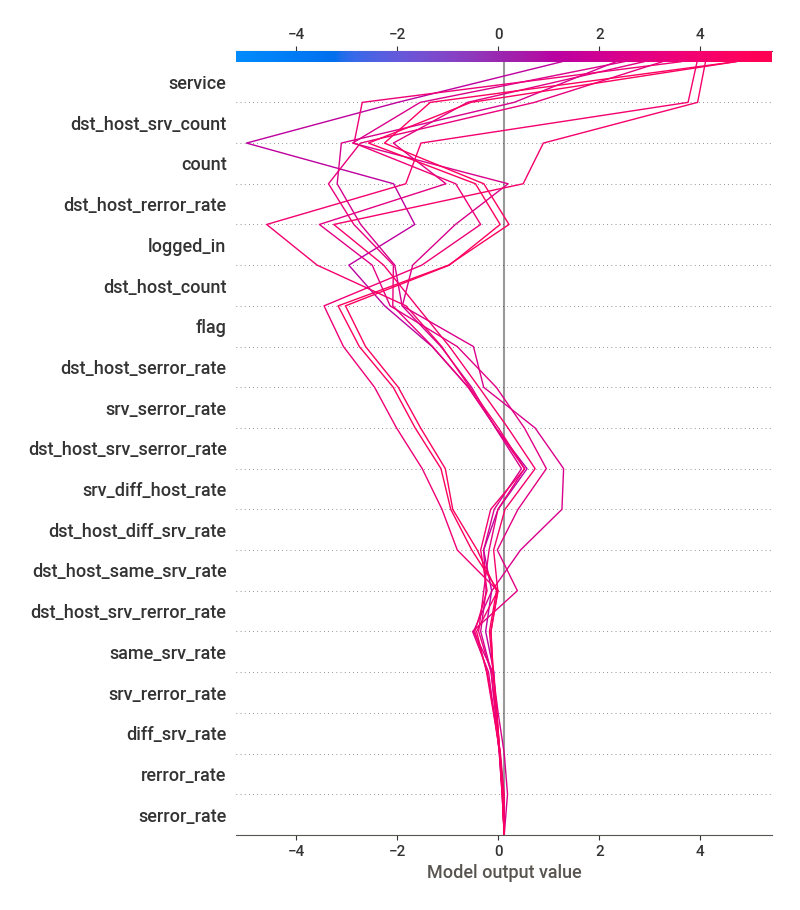 −4 −2 0 2 4
service
dst_host_srv_count
count
dst_host_rerror_rate
logged_in
dst_host_count
flag
dst_host_serror_rate
srv_serror_rate
dst_host_srv_serror_rate
srv_diff_host_rate
dst_host_diff_srv_rate
dst_host_same_srv_rate
dst_host_srv_rerror_rate
same_srv_rate
srv_rerror_rate
diff_srv_rate
rerror_rate
serror_rate
−4 −2 0 2 4
Model output value